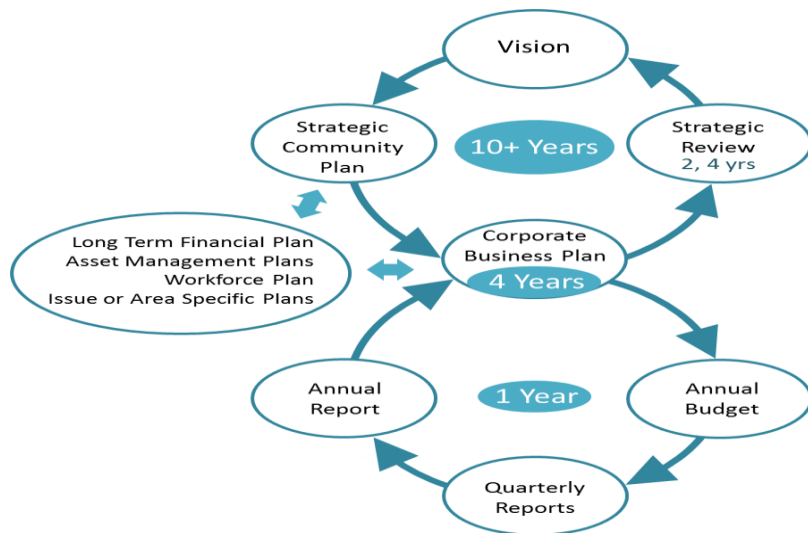 Vision
Strategic
Community
Plan
10+ Years
Strategic
Review
2, 4 yrs
Long Term Financial Plan
Asset Management Plans
Workforce Plan
Issue or Area Specific Plans
Corporate
Business Plan
4 Years
Annual
Report
1 Year
Annual
Budget
Quarterly
Reports